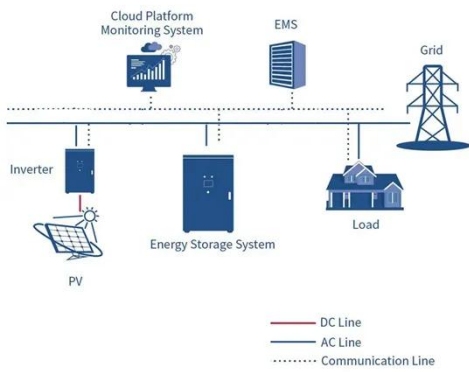 Cloud Platform
Monitoring System
EMS
Grid
Inverter
Energy Storage System
Load
PV
DC Line
AC Line
Communication Line